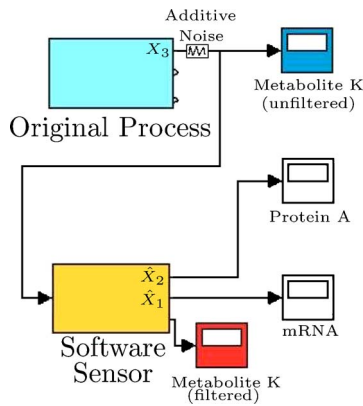 Additive
Noise
X₃
Metabolite K
(unfiltered)
Original Process
Protein A
X̂₂
X̂₁
mRNA
Software
Sensor
Metabolite K
(filtered)